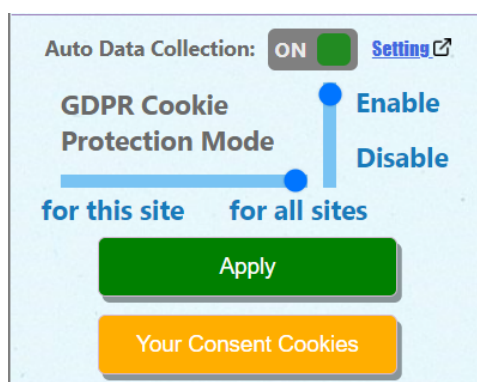 Auto Data Collection: ON Setting
GDPR Cookie Enable
Protection Mode Disable
for this site for all sites
Apply
Your Consent Cookies